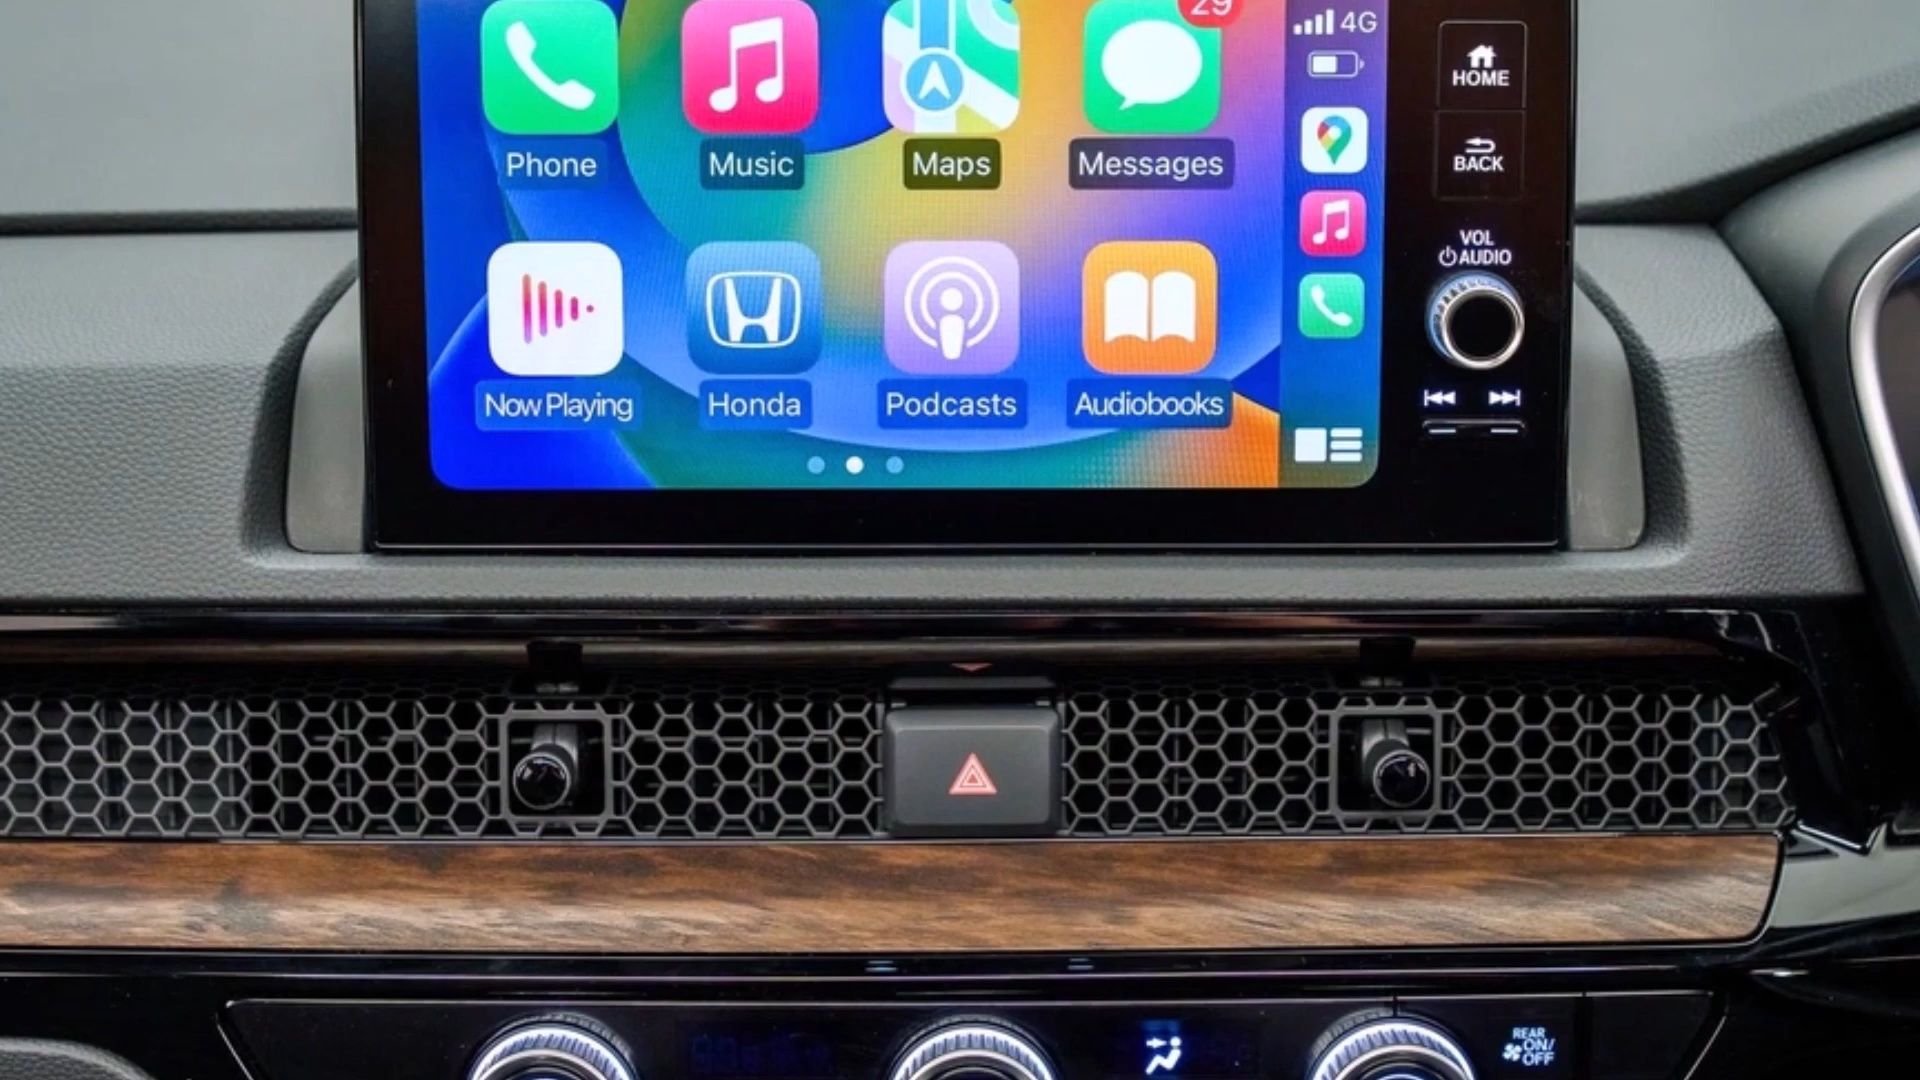 29
4G
HOME
Phone
Music
Maps
Messages
BACK
VOL
AUDIO
Now Playing
Honda
Podcasts
Audiobooks
REAR
ON/
OFF